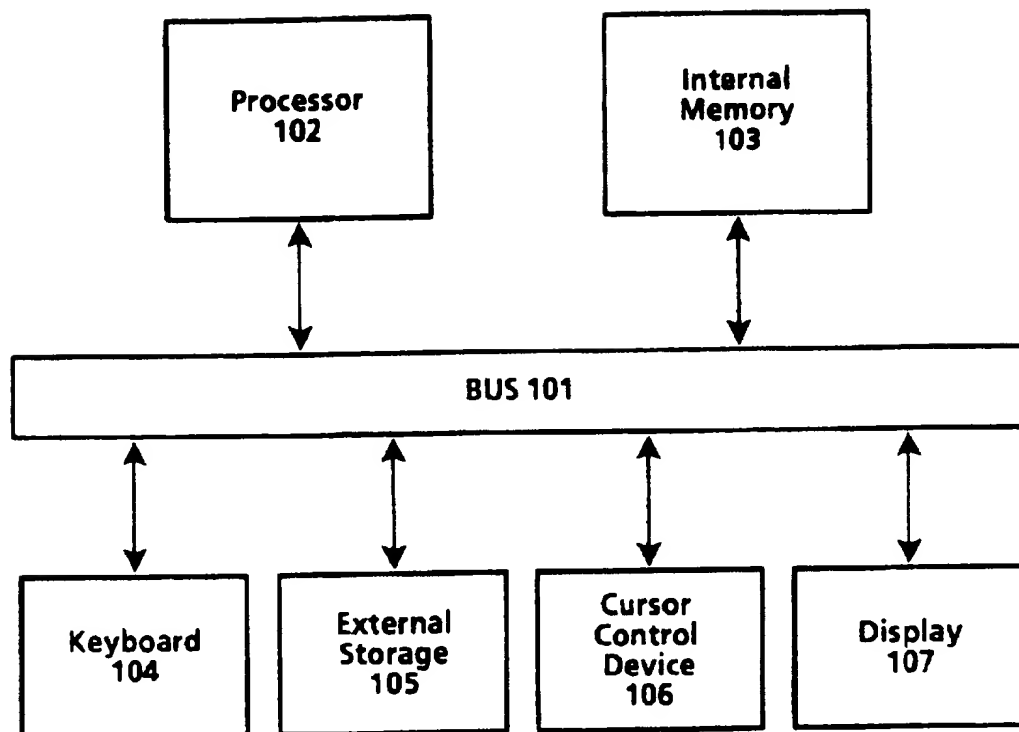 Processor
102
Internal
Memory
103
BUS 101
Keyboard
104
External
Storage
105
Cursor
Control
Device
106
Display
107